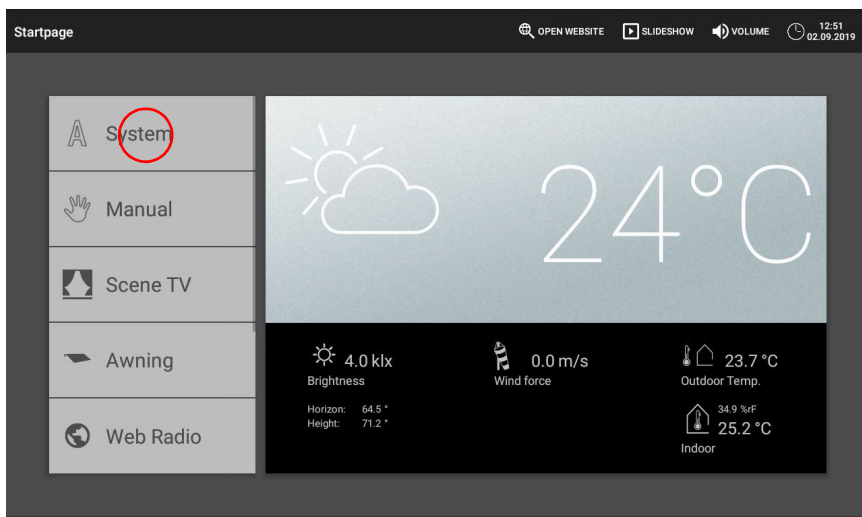 Startpage
OPEN WEBSITE
SLIDESHOW
VOLUME
12:51
02.09.2019
System
Manual
Scene TV
Awning
Web Radio
24°C
4.0 klx
Brightness
Horizon: 64.5 °
Height: 71.2 °
0.0 m/s
Wind force
23.7 °C
Outdoor Temp.
34.9 %rF
25.2 °C
Indoor